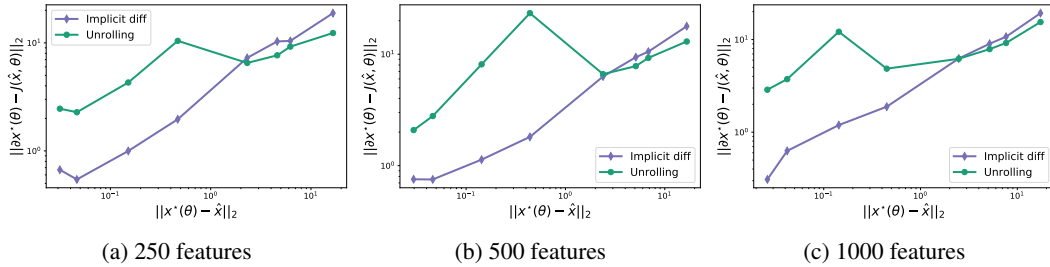 ||∂x*(θ) − J(x̂, θ)||₂
10¹
10⁰
Implicit diff
Unrolling
10⁻¹
10⁰
10¹
||x*(θ) − x̂||₂
(a) 250 features
||∂x*(θ) − J(x̂, θ)||₂
10¹
10⁰
Implicit diff
Unrolling
10⁻¹
10⁰
10¹
||x*(θ) − x̂||₂
(b) 500 features
||∂x*(θ) − J(x̂, θ)||₂
10¹
10⁰
Implicit diff
Unrolling
10⁻¹
10⁰
10¹
||x*(θ) − x̂||₂
(c) 1000 features